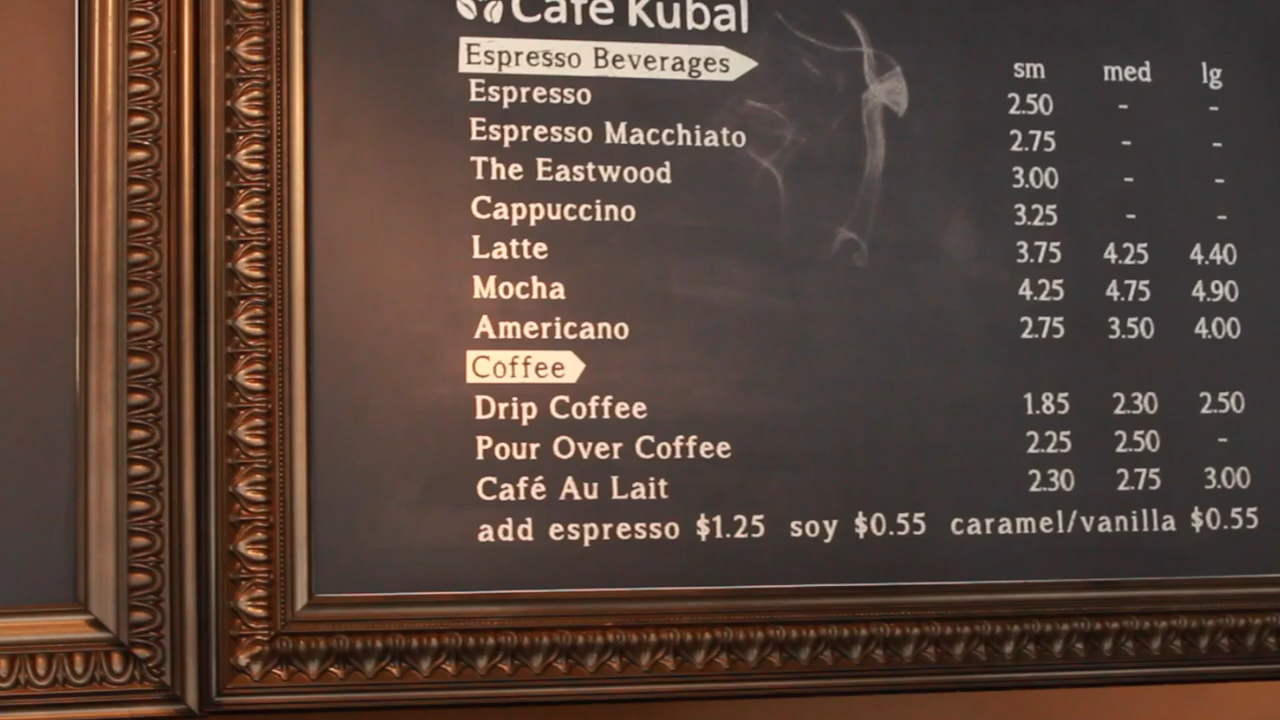 Café Kubal
Espresso Beverages sm med lg
Espresso 2.50 - -
Espresso Macchiato 2.75 - -
The Eastwood 3.00 - -
Cappuccino 3.25 - -
Latte 3.75 4.25 4.40
Mocha 4.25 4.75 4.90
Americano 2.75 3.50 4.00
Coffee
Drip Coffee 1.85 2.30 2.50
Pour Over Coffee 2.25 2.50 -
Café Au Lait 2.30 2.75 3.00
add espresso $1.25 soy $0.55 caramel/vanilla $0.55